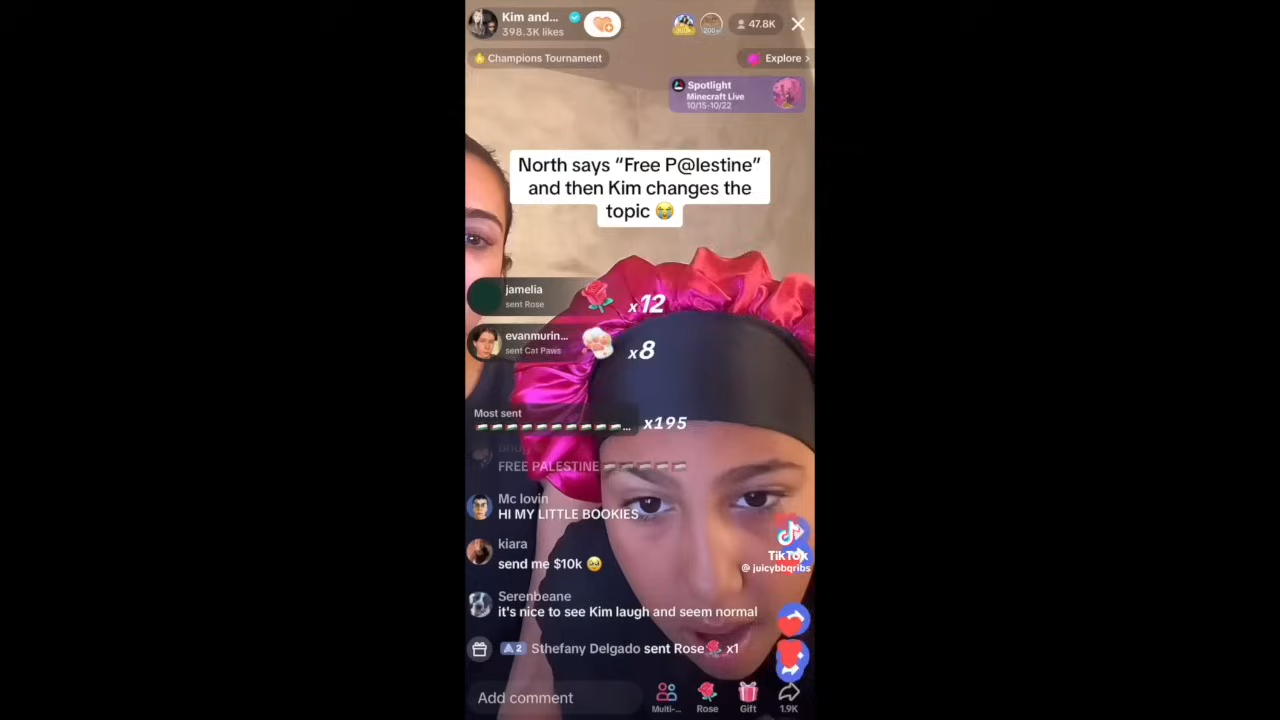 Kim and...
398.3K likes
47.8K
200+
Champions Tournament
Explore >
Spotlight
Minecraft Live
10/15-10/22
North says “Free P@lestine”
and then Kim changes the
topic 😭
jamelia
sent Rose
x12
evanmurin...
sent Cat Paws
x8
Most sent
... x195
FREE PALESTINE
Mc lovin
HI MY LITTLE BOOKIES
kiara
send me $10k 🥹
TikTok
@ juicybbqribs
Serenbeane
it's nice to see Kim laugh and seem normal
2 Sthefany Delgado sent Rose🌹 x1
Add comment
Multi-...
Rose
Gift
1.9K